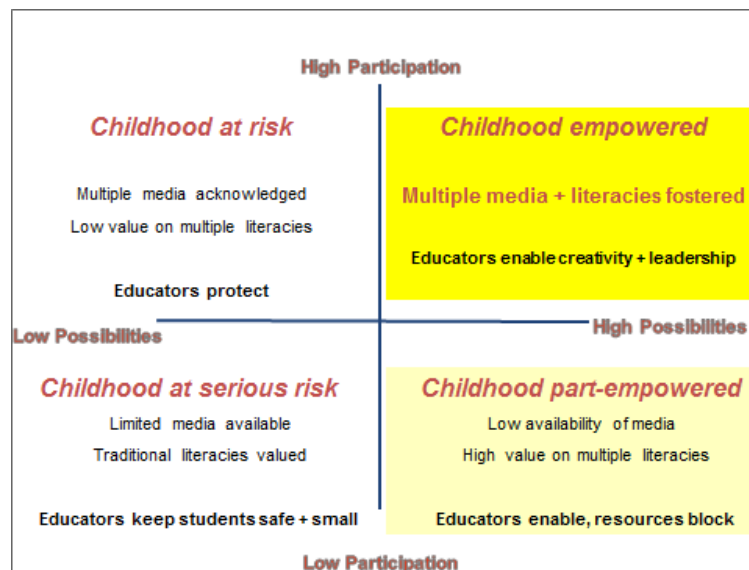 High Participation
Childhood at risk
Multiple media acknowledged
Low value on multiple literacies
Educators protect
Childhood empowered
Multiple media + literacies fostered
Educators enable creativity + leadership
Low Possibilities
High Possibilities
Childhood at serious risk
Limited media available
Traditional literacies valued
Educators keep students safe + small
Childhood part-empowered
Low availability of media
High value on multiple literacies
Educators enable, resources block
Low Participation